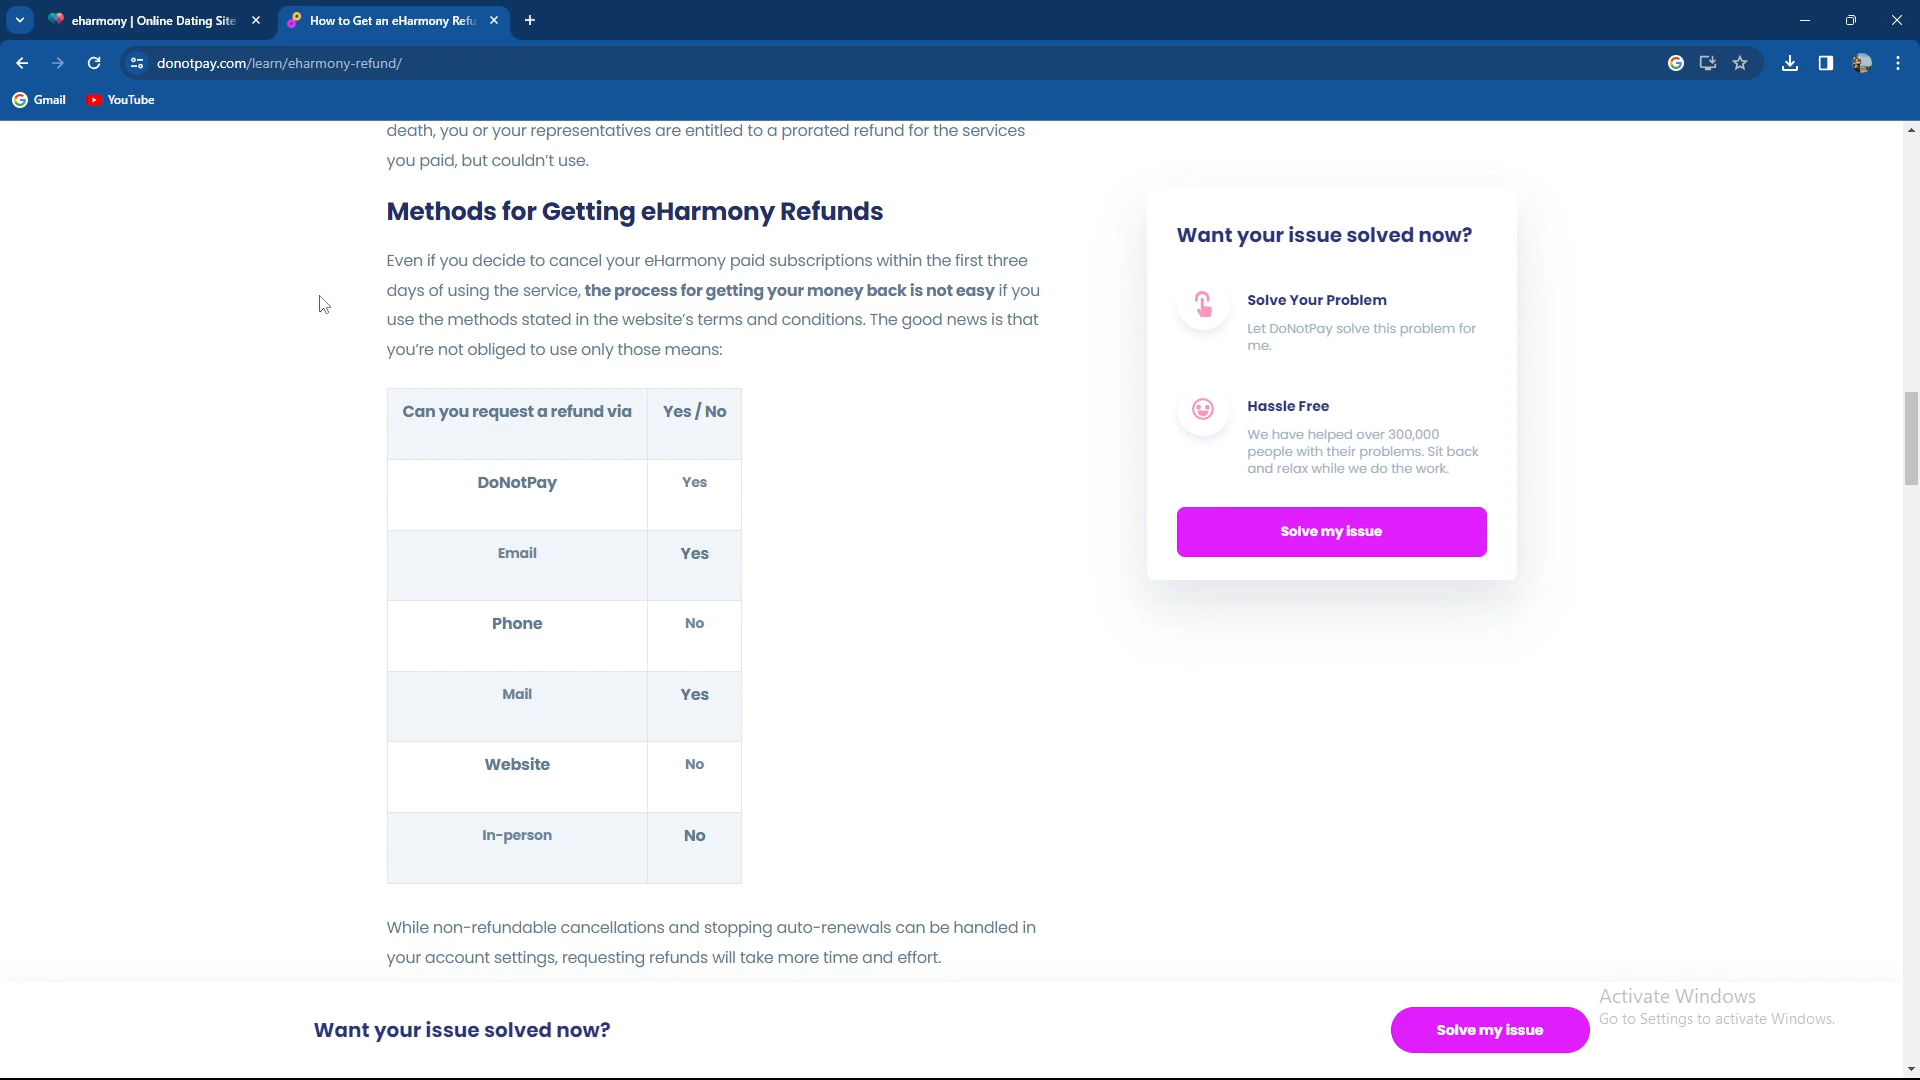 eharmony | Online Dating Site
How to Get an eHarmony Refu
donotpay.com/learn/eharmony-refund/
Gmail
YouTube
death, you or your representatives are entitled to a prorated refund for the services
you paid, but couldn't use.
Methods for Getting eHarmony Refunds
Even if you decide to cancel your eHarmony paid subscriptions within the first three
days of using the service, the process for getting your money back is not easy if you
use the methods stated in the website's terms and conditions. The good news is that
you're not obliged to use only those means:
Can you request a refund via Yes / No
DoNotPay Yes
Email Yes
Phone No
Mail Yes
Website No
In-person No
While non-refundable cancellations and stopping auto-renewals can be handled in
your account settings, requesting refunds will take more time and effort.
Want your issue solved now?
Solve Your Problem
Let DoNotPay solve this problem for
me.
Hassle Free
We have helped over 300,000
people with their problems. Sit back
and relax while we do the work.
Solve my issue
Want your issue solved now?
Solve my issue
Activate Windows
Go to Settings to activate Windows.